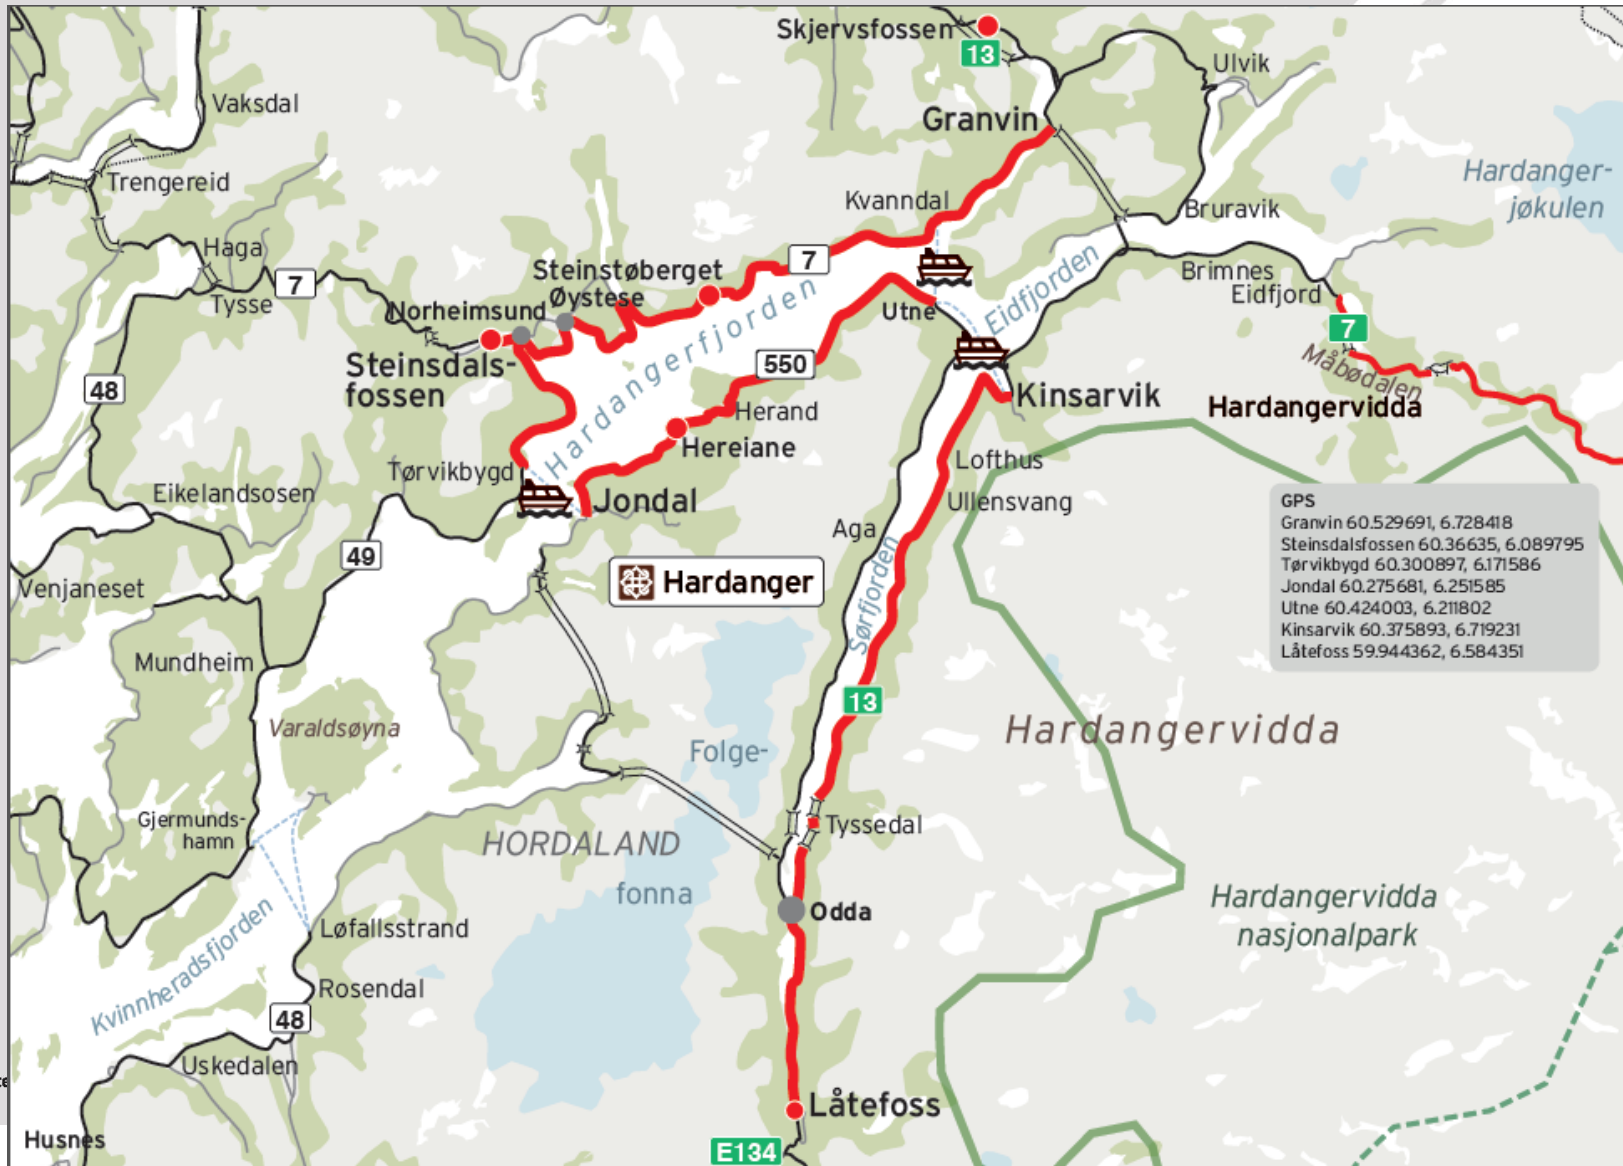 Skjervsfossen
13
Ulvik
Vaksdal
Granvin
Trengereid
Hardanger-
jøkulen
Kvanndal
Bruravik
Haga
7
Steinstøberget
Brimnes
Tysse
7
Norheimsund
Øystese
Utne
Eidfjorden
Eidfjord
7
Steinsdals-
fossen
Hardangerfjorden
550
Måbødalen
48
Herand
Kinsarvik
Hardangervidda
Hereiane
Tørvikbygd
Lofthus
Eikelandsosen
Jondal
Ullensvang
Aga
49
Hardanger
Sørfjorden
GPS
Granvin 60.529691, 6.728418
Steinsdalsfossen 60.36635, 6.089795
Tørvikbygd 60.300897, 6.171586
Jondal 60.275681, 6.251585
Utne 60.424003, 6.211802
Kinsarvik 60.375893, 6.719231
Låtefoss 59.944362, 6.584351
Venjaneset
Mundheim
13
Varaldsøyna
Folge-
Hardangervidda
Gjermunds-
hamn
Tyssedal
HORDALAND
fonna
Odda
Hardangervidda
nasjonalpark
Kvinnheradsfjorden
Løfallsstrand
Rosendal
48
Uskedalen
Låtefoss
Husnes
E134